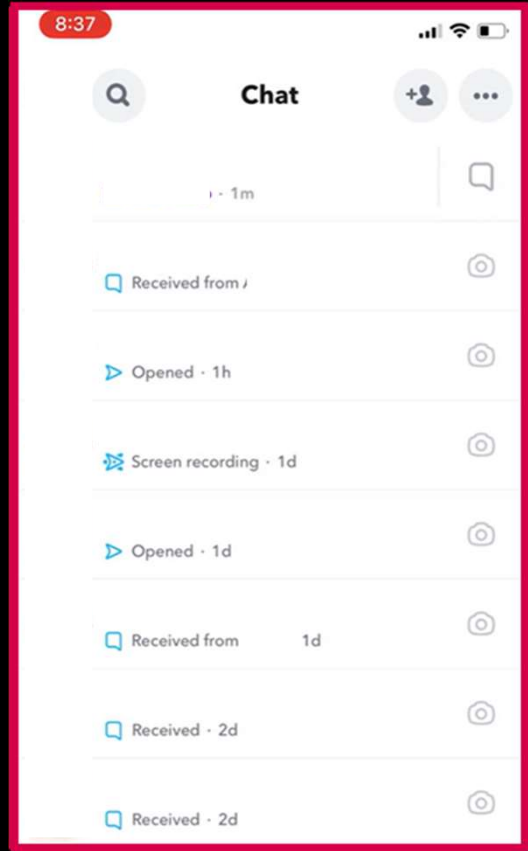 8:37
Chat
· 1m
Received from
Opened · 1h
Screen recording · 1d
Opened · 1d
Received from 1d
Received · 2d
Received · 2d